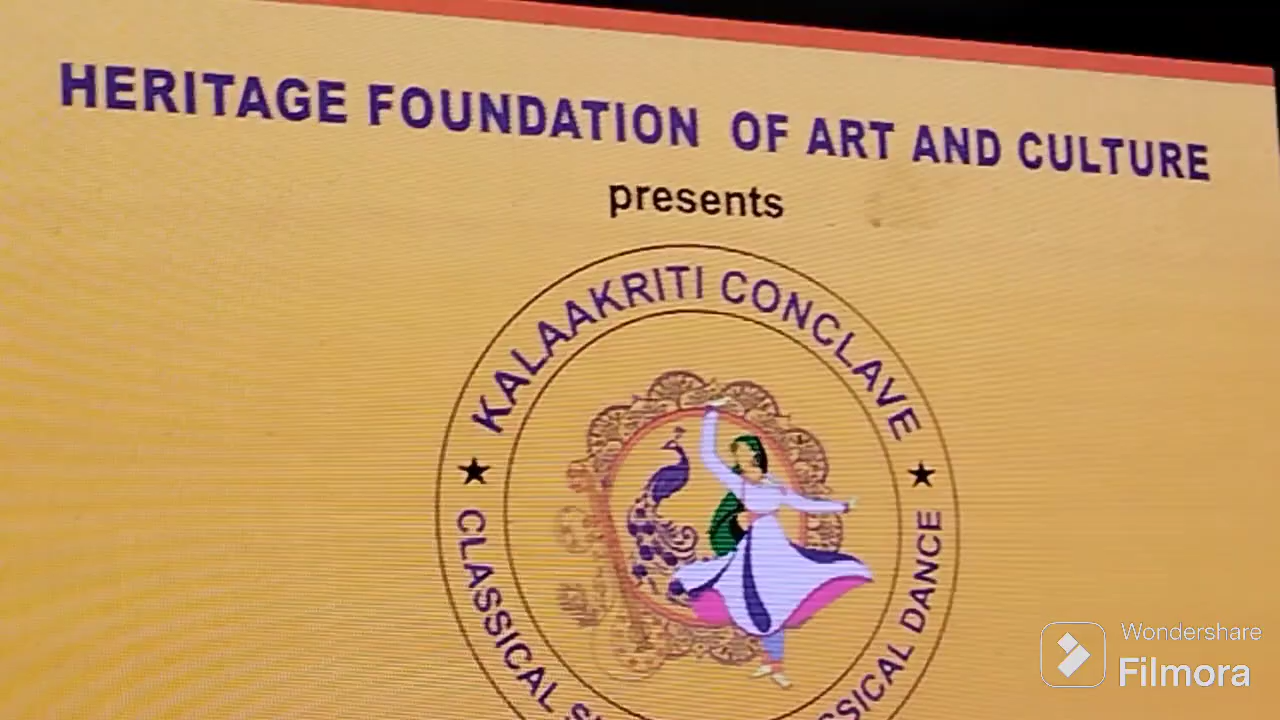 HERITAGE FOUNDATION OF ART AND CULTURE
presents
KALAAKRITI CONCLAVE
★ ★
CLASSICAL
DANCE
Wondershare
Filmora